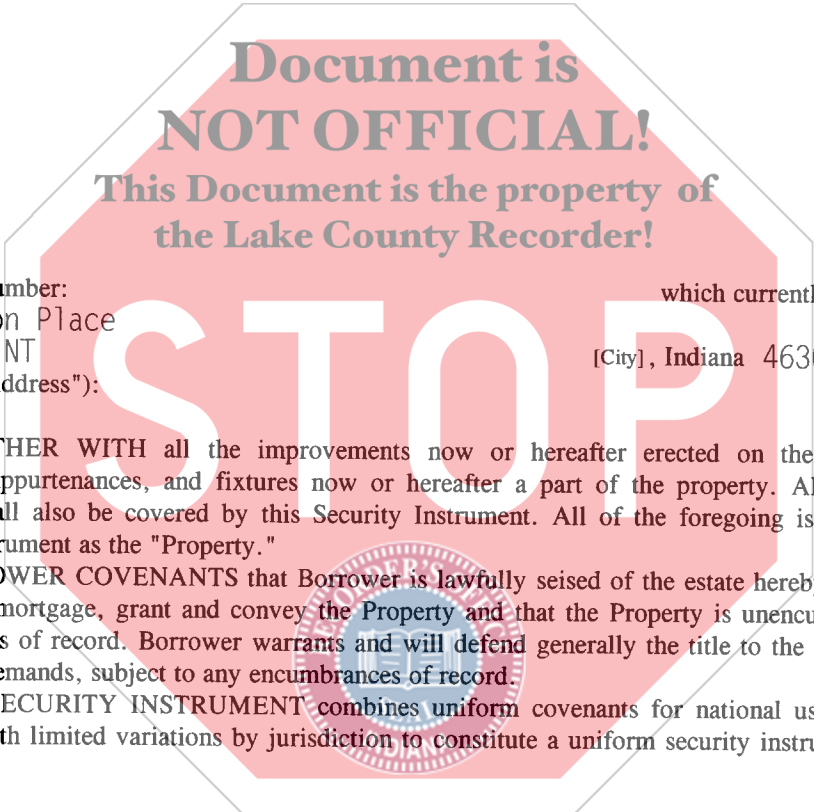 Document is
NOT OFFICIAL!
This Document is the property of
the Lake County Recorder!
umber: which currentl
on Place
NT [City], Indiana 4630
ddress"):
STOP
THER WITH all the improvements now or hereafter erected on the
ppurtenances, and fixtures now or hereafter a part of the property. Al
all also be covered by this Security Instrument. All of the foregoing is
rument as the "Property."
OWER COVENANTS that Borrower is lawfully seised of the estate hereb
mortgage, grant and convey the Property and that the Property is unencu
s of record. Borrower warrants and will defend generally the title to the
emands, subject to any encumbrances of record.
ECURITY INSTRUMENT combines uniform covenants for national us
th limited variations by jurisdiction to constitute a uniform security instru
RECORDER'S
SEAL
INDIANA